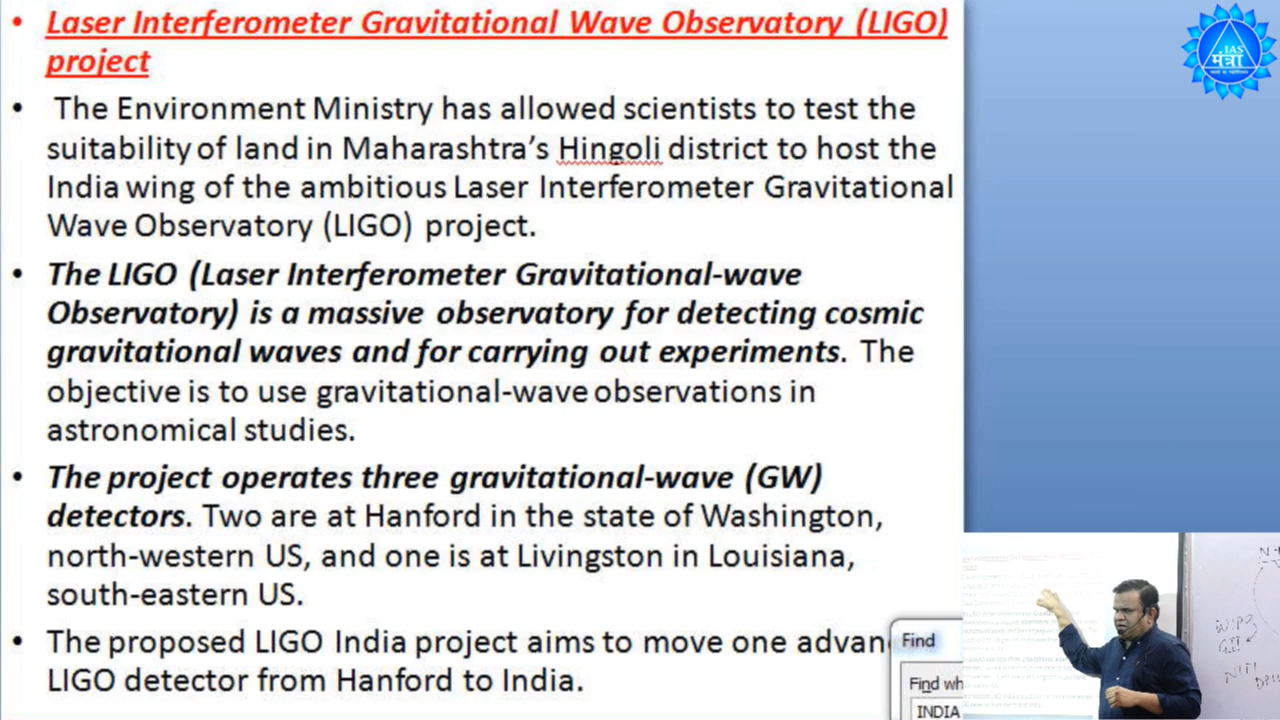 • Laser Interferometer Gravitational Wave Observatory (LIGO)
project
• The Environment Ministry has allowed scientists to test the
suitability of land in Maharashtra's Hingoli district to host the
India wing of the ambitious Laser Interferometer Gravitational
Wave Observatory (LIGO) project.
• The LIGO (Laser Interferometer Gravitational-wave
Observatory) is a massive observatory for detecting cosmic
gravitational waves and for carrying out experiments. The
objective is to use gravitational-wave observations in
astronomical studies.
• The project operates three gravitational-wave (GW)
detectors. Two are at Hanford in the state of Washington,
north-western US, and one is at Livingston in Louisiana,
south-eastern US.
• The proposed LIGO India project aims to move one advan
LIGO detector from Hanford to India.
IAS
मंत्रा
Find
Find wh
INDIA